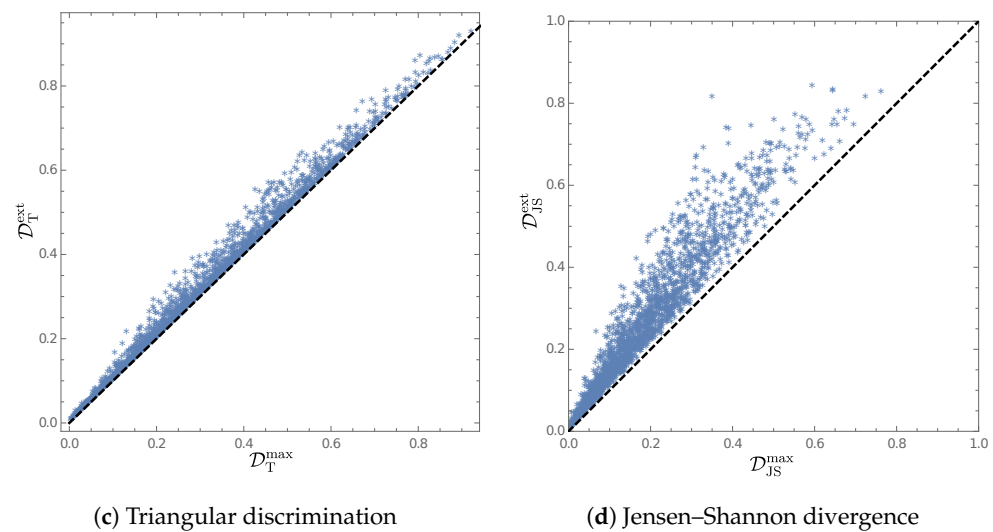 0.8
0.6
0.4
0.2
0.0
0.0 0.2 0.4 0.6 0.8
𝒟_T^ext
𝒟_T^max
(c) Triangular discrimination
1.0
0.8
0.6
0.4
0.2
0.0
0.0 0.2 0.4 0.6 0.8 1.0
𝒟_JS^ext
𝒟_JS^max
(d) Jensen–Shannon divergence